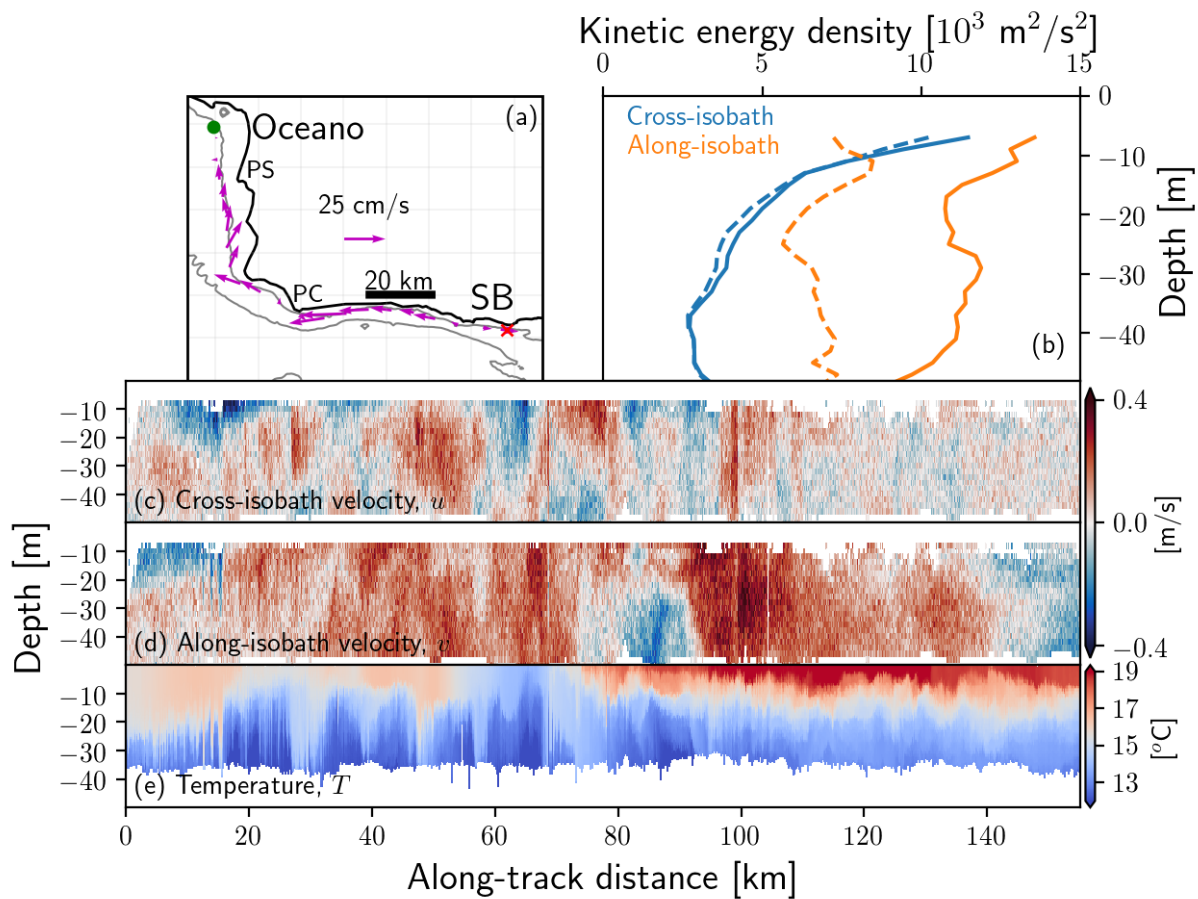 Kinetic energy density [10³ m²/s²]
0 5 10 15
(a)
Oceano
PS
25 cm/s
20 km
PC
SB
Cross-isobath
Along-isobath
(b)
0
−10
−20
−30
−40
Depth [m]
−10
−20
−30
−40
(c) Cross-isobath velocity, u
−10
−20
−30
−40
(d) Along-isobath velocity, v
−10
−20
−30
−40
(e) Temperature, T
Depth [m]
0.4
0.0
−0.4
[m/s]
19
17
15
13
[°C]
0 20 40 60 80 100 120 140
Along-track distance [km]